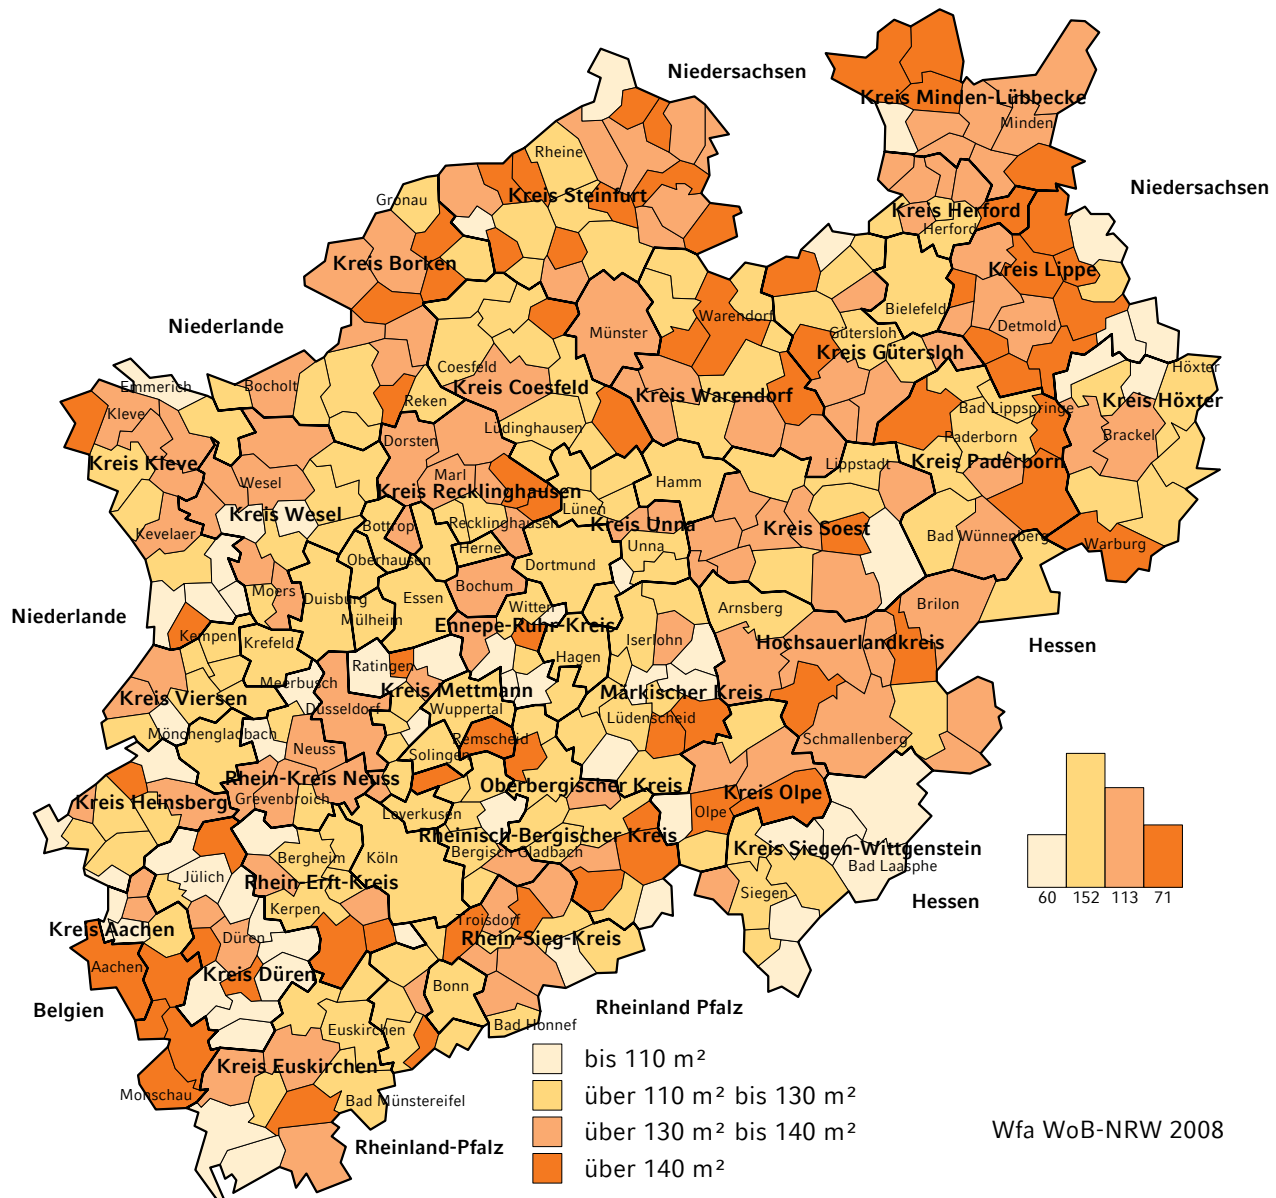 Niedersachsen
Kreis Minden-Lübbecke
Minden
Rheine
Niedersachsen
Kreis Steinfurt
Gronau
Kreis Herford
Herford
Kreis Borken
Kreis Lippe
Bielefeld
Warendorf
Niederlande
Münster
Gütersloh
Detmold
Kreis Gütersloh
Coesfeld
Höxter
Emmerich
Bocholt
Kreis Coesfeld
Kreis Warendorf
Reken
Kreis Höxter
Kleve
Bad Lippspringe
Lüdinghausen
Dorsten
Paderborn
Brackel
Kreis Kleve
Lippstadt
Kreis Paderborn
Marl
Wesel
Hamm
Kreis Recklinghausen
Lünen
Kreis Wesel
Bottrop
Recklinghausen
Kreis Unna
Kreis Soest
Kevelaer
Bad Wünnenberg
Herne
Unna
Warburg
Oberhausen
Dortmund
Bochum
Moers
Duisburg
Essen
Witten
Arnsberg
Brilon
Niederlande
Mülheim
Ennepe-Ruhr-Kreis
Kempen
Krefeld
Iserlohn
Hochsauerlandkreis
Hessen
Hagen
Ratingen
Meerbusch
Kreis Mettmann
Märkischer Kreis
Kreis Viersen
Düsseldorf
Wuppertal
Lüdenscheid
Mönchengladbach
Remscheid
Schmallenberg
Neuss
Solingen
Rhein-Kreis Neuss
Oberbergischer Kreis
Kreis Olpe
Kreis Heinsberg
Grevenbroich
Leverkusen
Olpe
Rheinisch-Bergischer Kreis
Kreis Siegen-Wittgenstein
Bergheim
Köln
Bergisch Gladbach
Bad Laasphe
Jülich
Rhein-Erft-Kreis
Siegen
Hessen
Kerpen
60 152 113 71
Troisdorf
Kreis Aachen
Düren
Rhein-Sieg-Kreis
Aachen
Kreis Düren
Bonn
Belgien
Rheinland Pfalz
Euskirchen
Bad Honnef
bis 110 m²
Kreis Euskirchen
Monschau
über 110 m² bis 130 m²
Bad Münstereifel
über 130 m² bis 140 m²
Wfa WoB-NRW 2008
Rheinland-Pfalz
über 140 m²